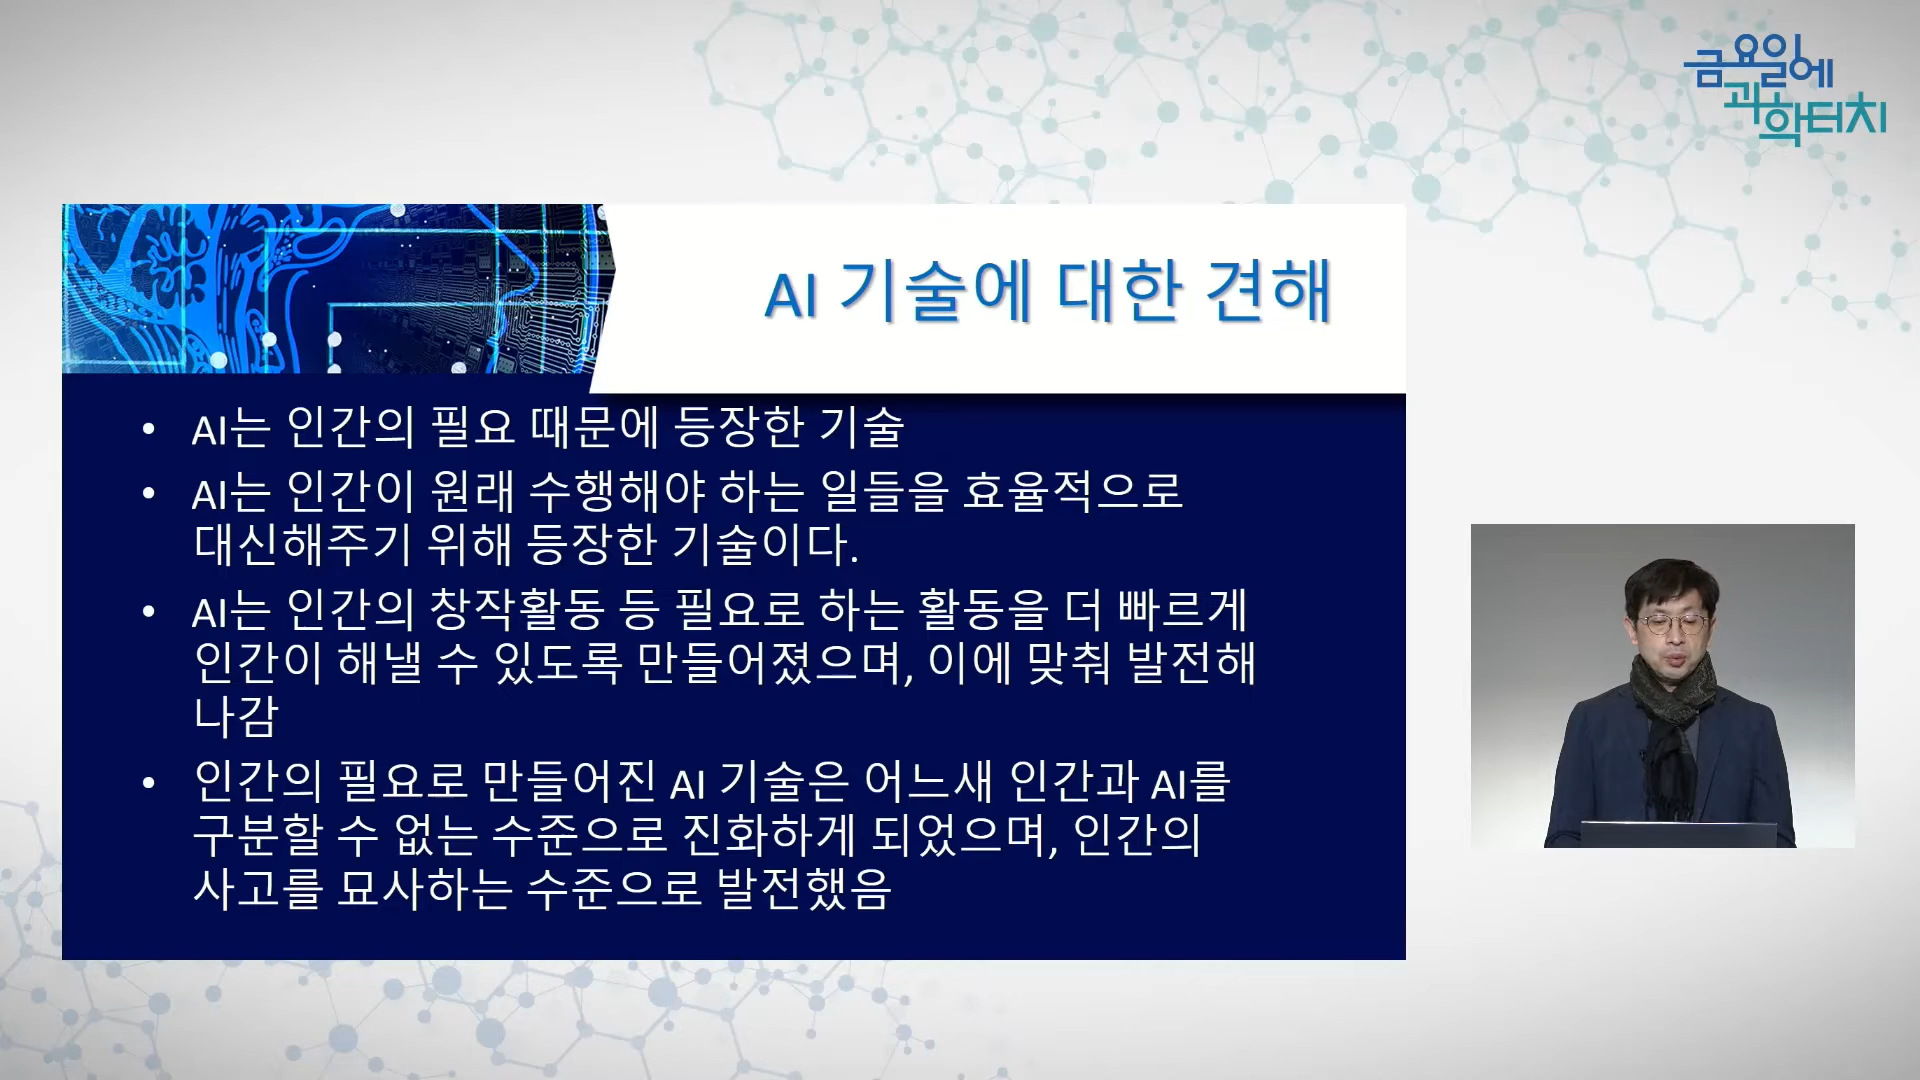 금요일에
과학터치
AI 기술에 대한 견해
• AI는 인간의 필요 때문에 등장한 기술
• AI는 인간이 원래 수행해야 하는 일들을 효율적으로
대신해주기 위해 등장한 기술이다.
• AI는 인간의 창작활동 등 필요로 하는 활동을 더 빠르게
인간이 해낼 수 있도록 만들어졌으며, 이에 맞춰 발전해
나감
• 인간의 필요로 만들어진 AI 기술은 어느새 인간과 AI를
구분할 수 없는 수준으로 진화하게 되었으며, 인간의
사고를 묘사하는 수준으로 발전했음